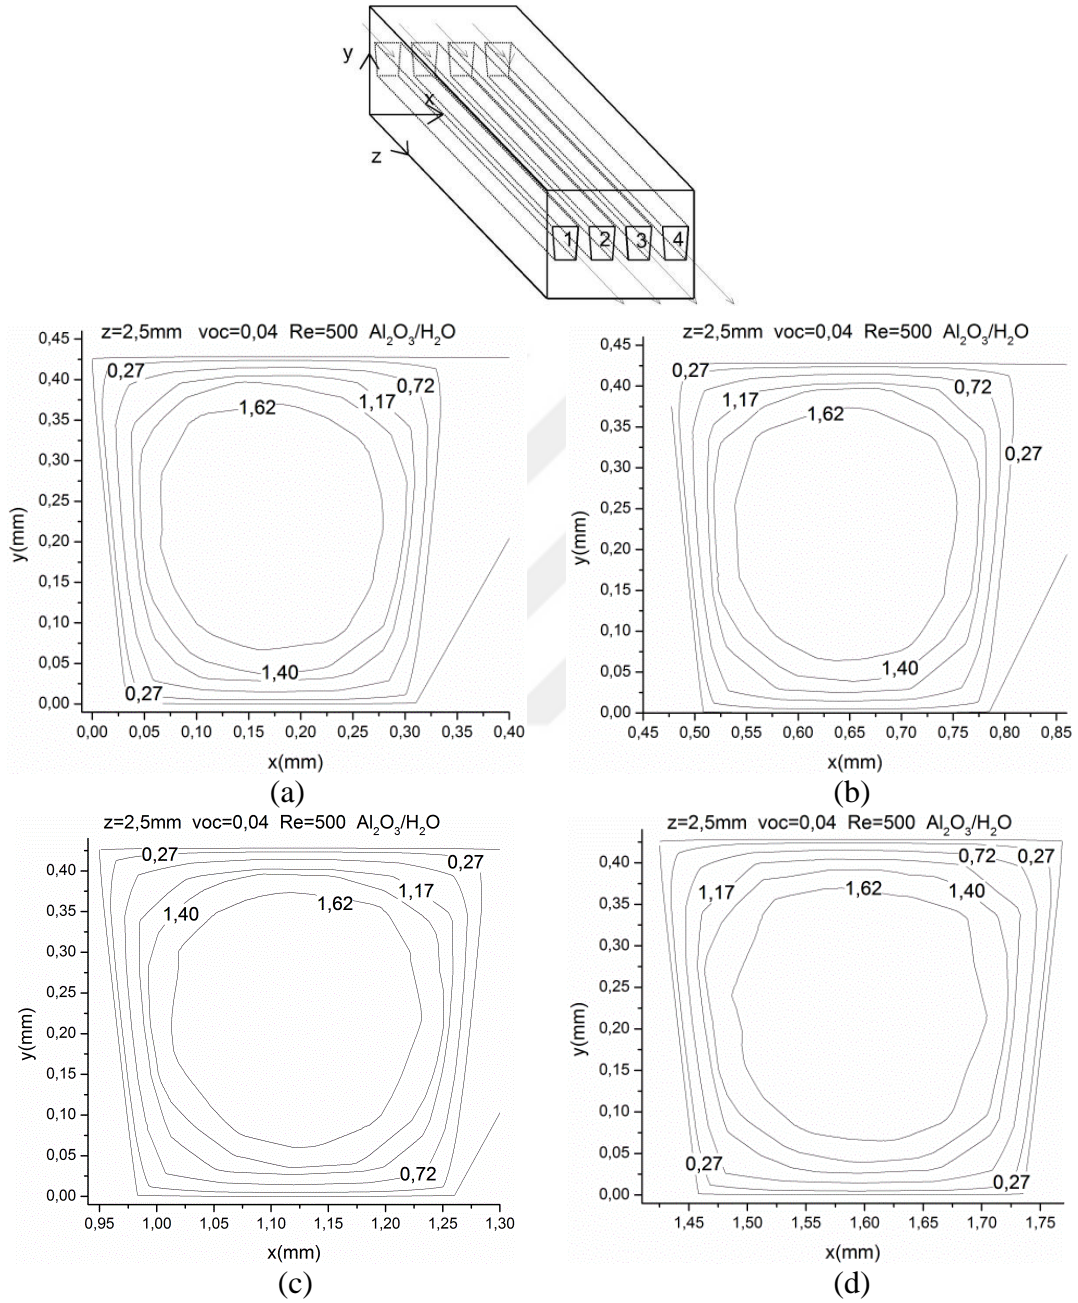 y
x
z
1 2 3 4
z=2,5mm voc=0,04 Re=500 Al₂O₃/H₂O
0,45
0,40
0,35
0,30
0,25
0,20
0,15
0,10
0,05
0,00
y(mm)
0,27
0,72
1,17
1,62
1,40
0,27
0,00 0,05 0,10 0,15 0,20 0,25 0,30 0,35 0,40
x(mm)
(a)
z=2,5mm voc=0,04 Re=500 Al₂O₃/H₂O
0,45
0,40
0,35
0,30
0,25
0,20
0,15
0,10
0,05
0,00
y(mm)
0,27
0,72
1,17
1,62
0,27
1,40
0,45 0,50 0,55 0,60 0,65 0,70 0,75 0,80 0,85
x(mm)
(b)
z=2,5mm voc=0,04 Re=500 Al₂O₃/H₂O
0,40
0,35
0,30
0,25
0,20
0,15
0,10
0,05
0,00
y(mm)
0,27
0,27
1,17
1,62
1,40
0,72
0,95 1,00 1,05 1,10 1,15 1,20 1,25 1,30
x(mm)
(c)
z=2,5mm voc=0,04 Re=500 Al₂O₃/H₂O
0,40
0,35
0,30
0,25
0,20
0,15
0,10
0,05
0,00
y(mm)
0,72 0,27
1,17 1,62 1,40
0,27
0,27
1,45 1,50 1,55 1,60 1,65 1,70 1,75
x(mm)
(d)